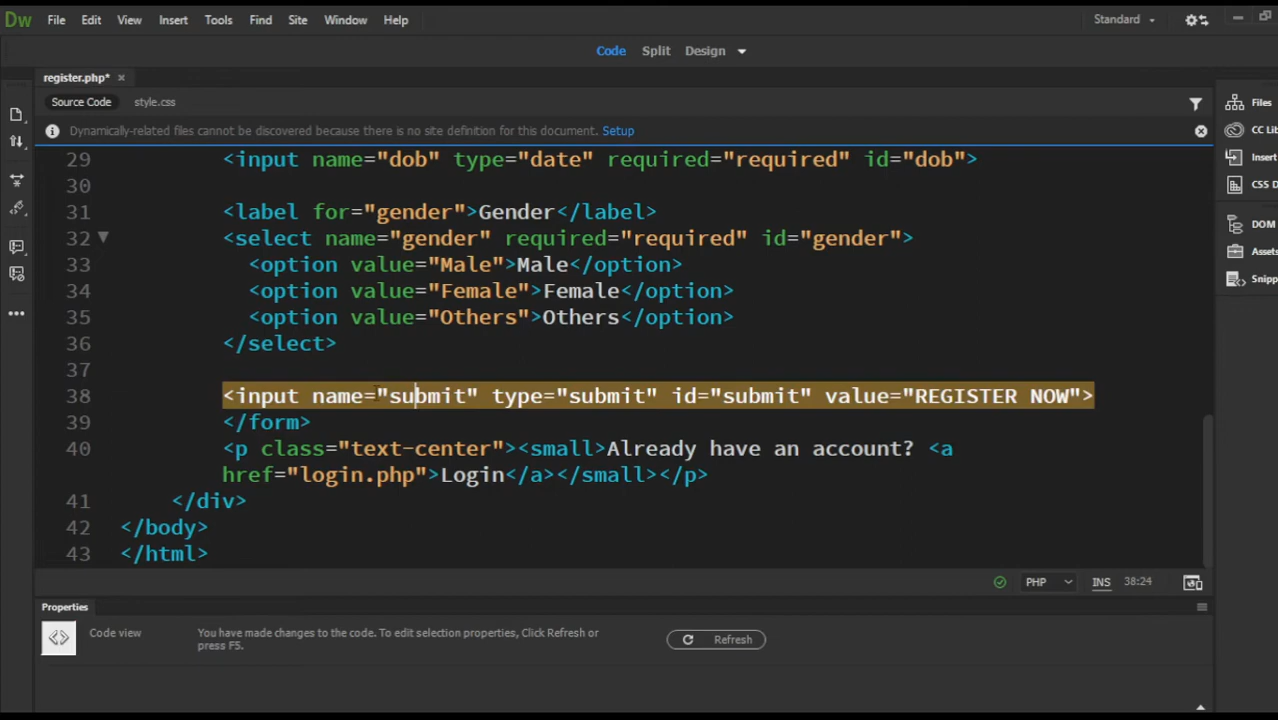 Dw File Edit View Insert Tools Find Site Window Help Standard
Code Split Design
register.php* ×
Source Code style.css
Dynamically-related files cannot be discovered because there is no site definition for this document. Setup
29 <input name="dob" type="date" required="required" id="dob">
30
31 <label for="gender">Gender</label>
32 <select name="gender" required="required" id="gender">
33 <option value="Male">Male</option>
34 <option value="Female">Female</option>
35 <option value="Others">Others</option>
36 </select>
37
38 <input name="submit" type="submit" id="submit" value="REGISTER NOW">
39 </form>
40 <p class="text-center"><small>Already have an account? <a
href="login.php">Login</a></small></p>
41 </div>
42 </body>
43 </html>
PHP INS 38:24
Files
CC Lib
Insert
CSS D
DOM
Assets
Snipp
Properties
Code view
You have made changes to the code. To edit selection properties, Click Refresh or
press F5.
Refresh